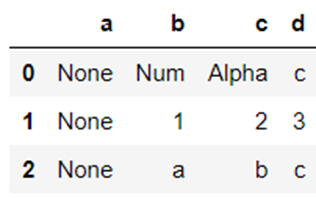 a b c d
0 None Num Alpha c
1 None 1 2 3
2 None a b c